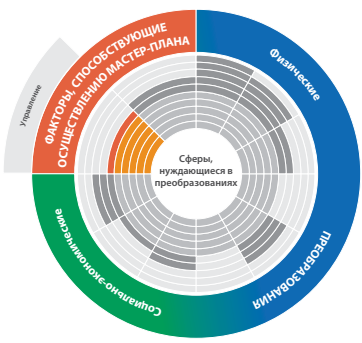 Управление
ФАКТОРЫ, СПОСОБСТВУЮЩИЕ
ОСУЩЕСТВЛЕНИЮ МАСТЕР-ПЛАНА
Физические
Сферы,
нуждающиеся в
преобразованиях
Социально-экономические
ПРЕОБРАЗОВАНИЯ